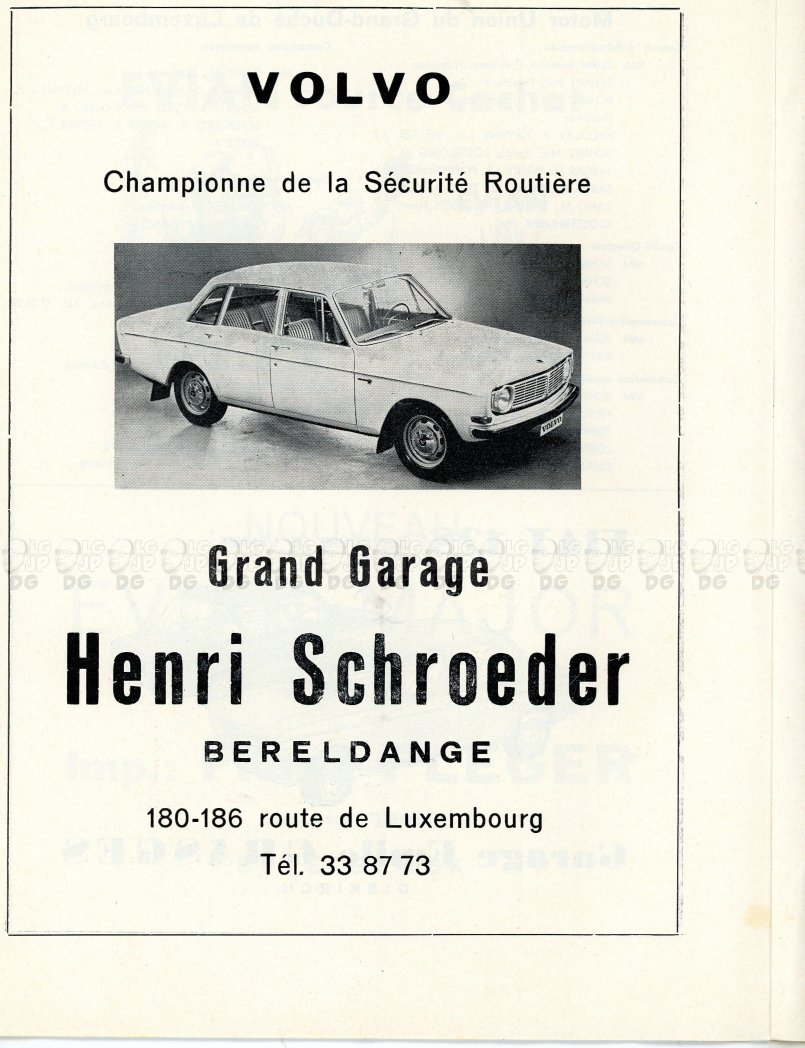 VOLVO
Championne de la Sécurité Routière
VOLVO
Grand Garage
Henri Schroeder
BERELDANGE
180-186 route de Luxembourg
Tél. 33 87 73